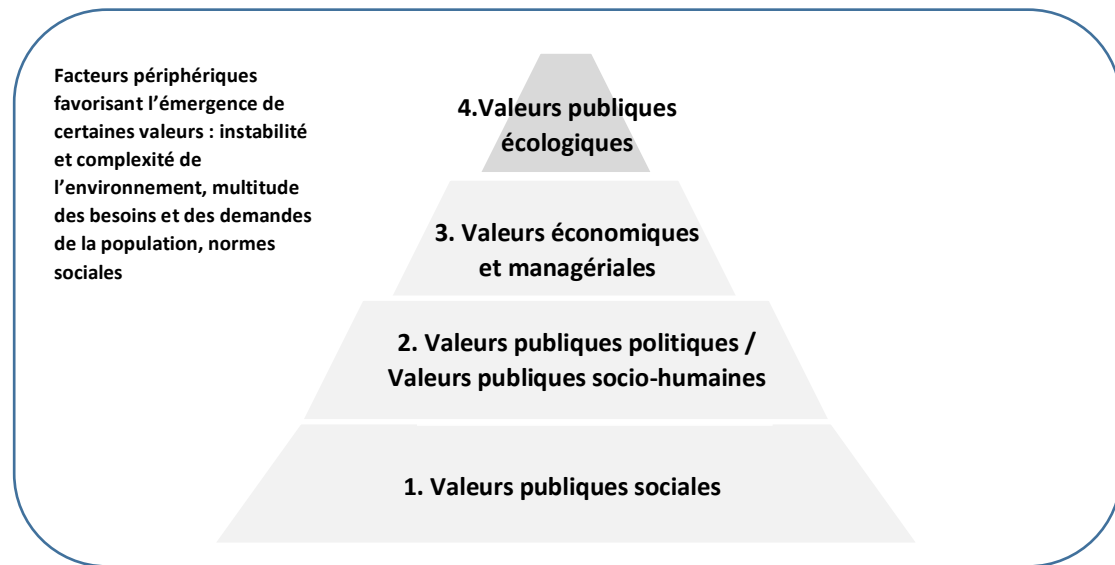 Facteurs périphériques
favorisant l’émergence de
certaines valeurs : instabilité
et complexité de
l’environnement, multitude
des besoins et des demandes
de la population, normes
sociales
4.Valeurs publiques
écologiques
3. Valeurs économiques
et managériales
2. Valeurs publiques politiques /
Valeurs publiques socio-humaines
1. Valeurs publiques sociales